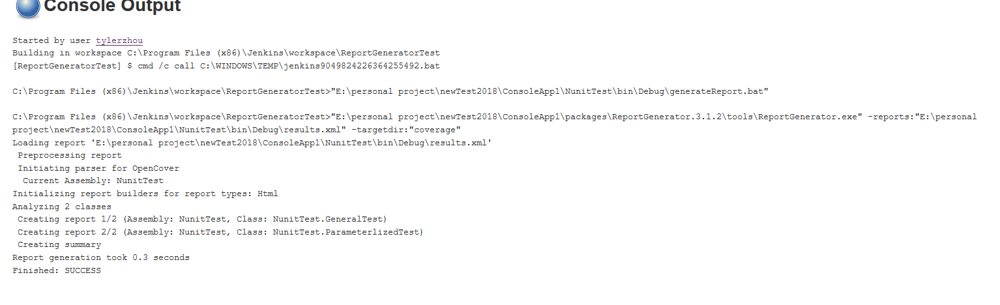 Console Output
Started by user tylerzhou
Building in workspace C:\Program Files (x86)\Jenkins\workspace\ReportGeneratorTest
[ReportGeneratorTest] $ cmd /c call C:\WINDOWS\TEMP\jenkins9049824226364255492.bat
C:\Program Files (x86)\Jenkins\workspace\ReportGeneratorTest>"E:\personal project\newTest2018\ConsoleApp1\NunitTest\bin\Debug\generateReport.bat"
C:\Program Files (x86)\Jenkins\workspace\ReportGeneratorTest>"E:\personal project\newTest2018\ConsoleApp1\packages\ReportGenerator.3.1.2\tools\ReportGenerator.exe" -reports:"E:\personal
project\newTest2018\ConsoleApp1\NunitTest\bin\Debug\results.xml" -targetdir:"coverage"
Loading report 'E:\personal project\newTest2018\ConsoleApp1\NunitTest\bin\Debug\results.xml'
Preprocessing report
Initiating parser for OpenCover
Current Assembly: NunitTest
Initializing report builders for report types: Html
Analyzing 2 classes
Creating report 1/2 (Assembly: NunitTest, Class: NunitTest.GeneralTest)
Creating report 2/2 (Assembly: NunitTest, Class: NunitTest.ParameterlizedTest)
Creating summary
Report generation took 0.3 seconds
Finished: SUCCESS